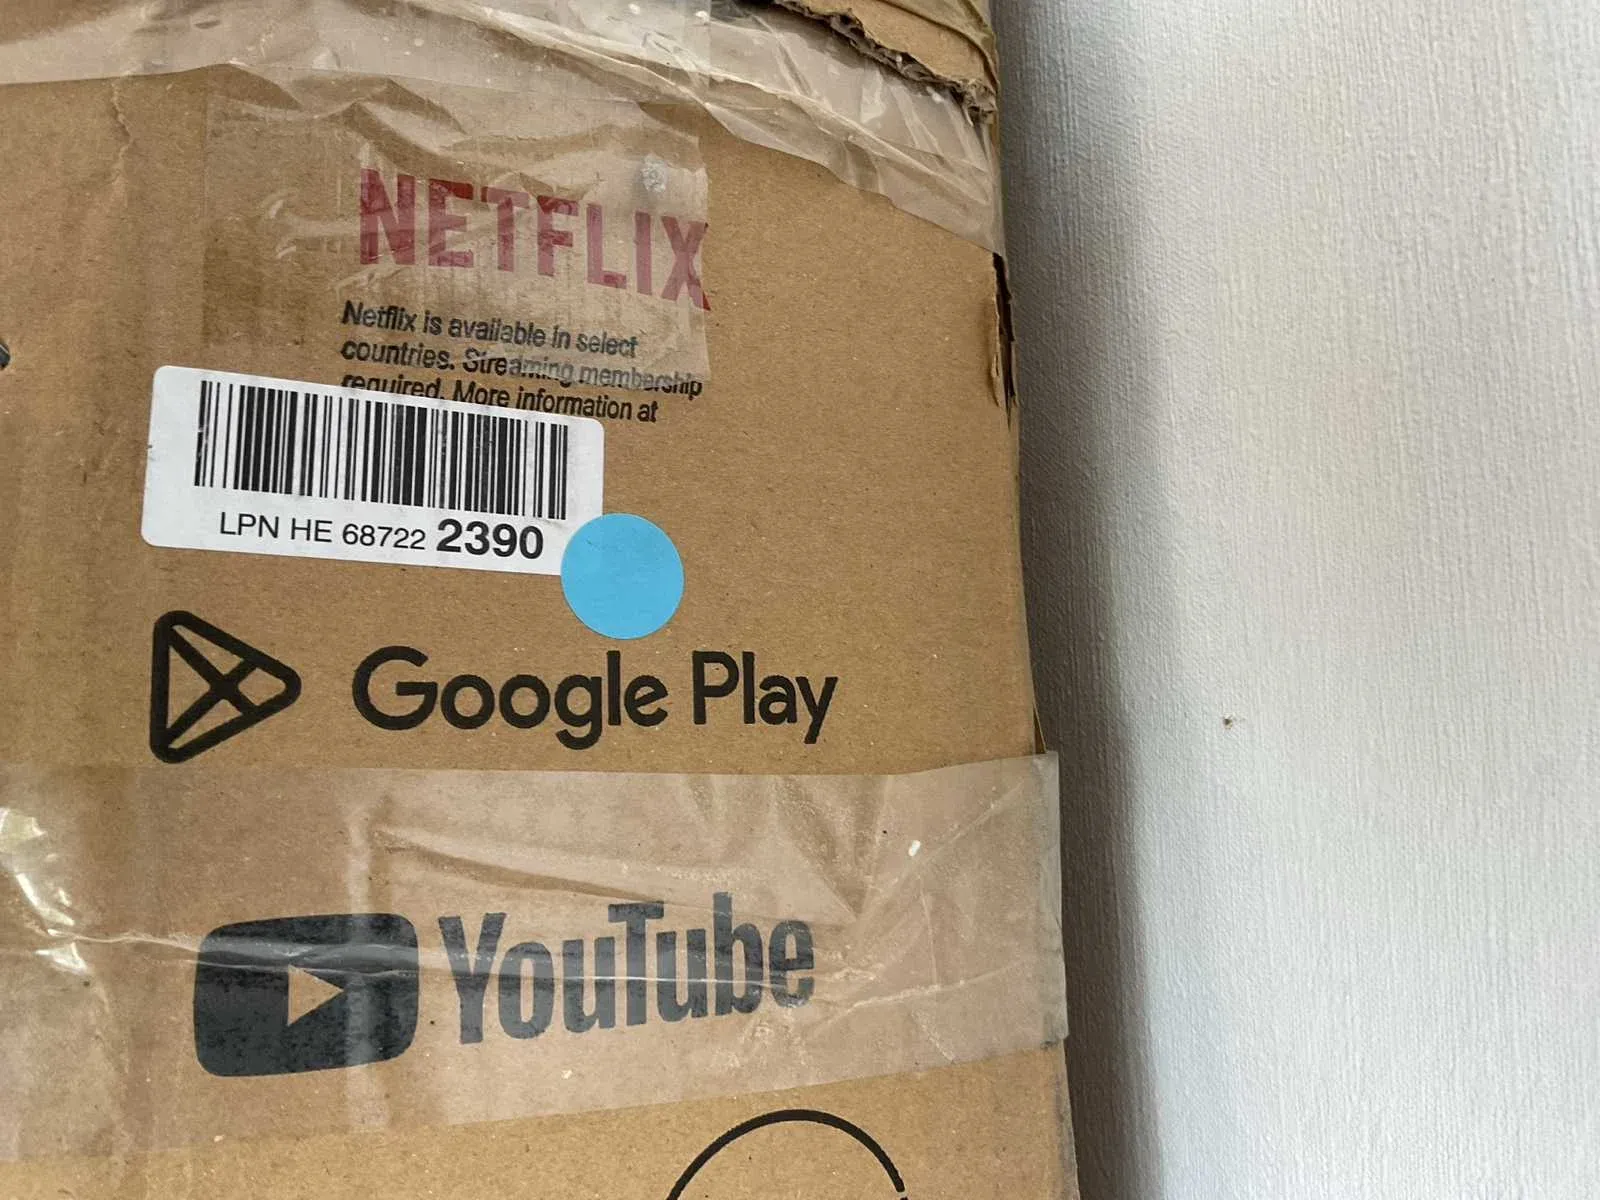 NETFLIX
Netflix is available in select
countries. Streaming membership
required. More information at
LPN HE 68722 2390
Google Play
YouTube